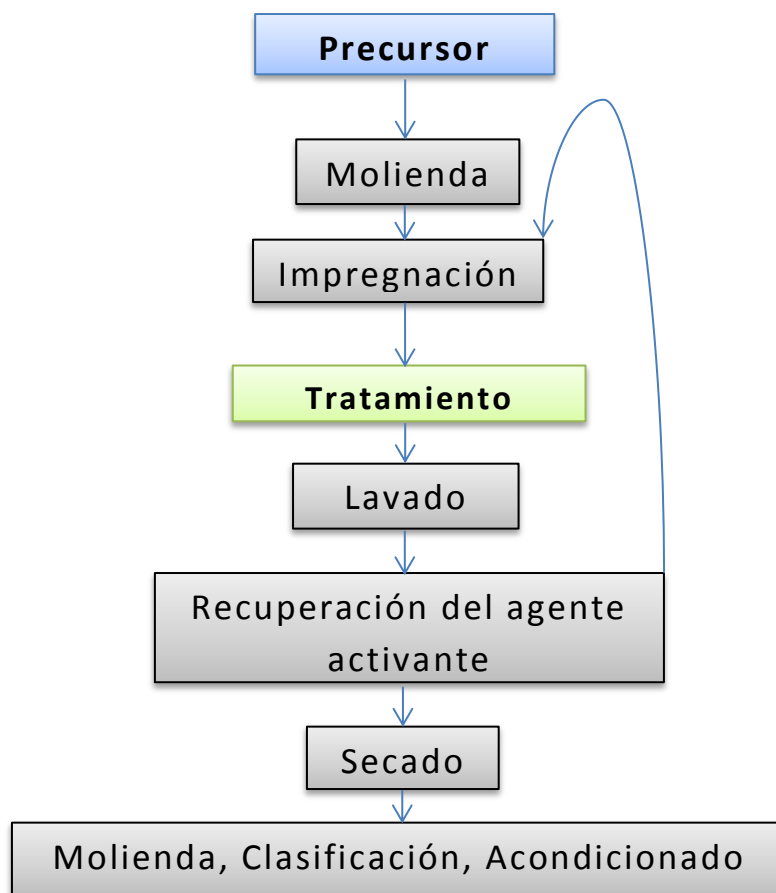 Precursor
Molienda
Impregnación
Tratamiento
Lavado
Recuperación del agente
activante
Secado
Molienda, Clasificación, Acondicionado